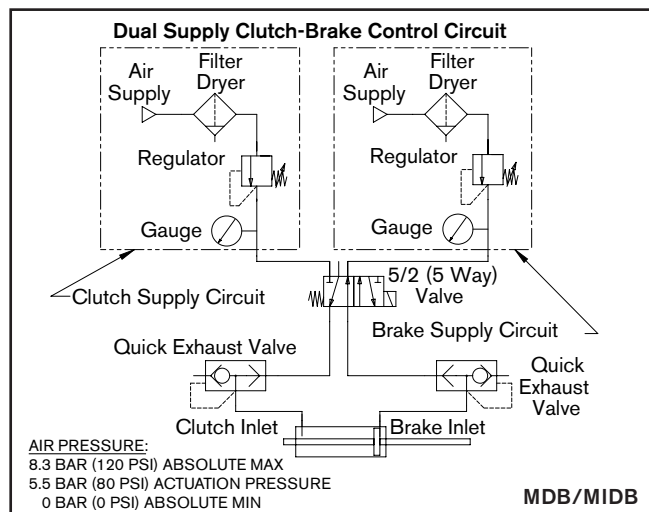 Dual Supply Clutch-Brake Control Circuit
Air
Supply
Filter
Dryer
Regulator
Gauge
Air
Supply
Filter
Dryer
Regulator
Gauge
Clutch Supply Circuit
5/2 (5 Way)
Valve
Brake Supply Circuit
Quick Exhaust Valve
Quick
Exhaust
Valve
Clutch Inlet
Brake Inlet
AIR PRESSURE:
8.3 BAR (120 PSI) ABSOLUTE MAX
5.5 BAR (80 PSI) ACTUATION PRESSURE
0 BAR (0 PSI) ABSOLUTE MIN
MDB/MIDB